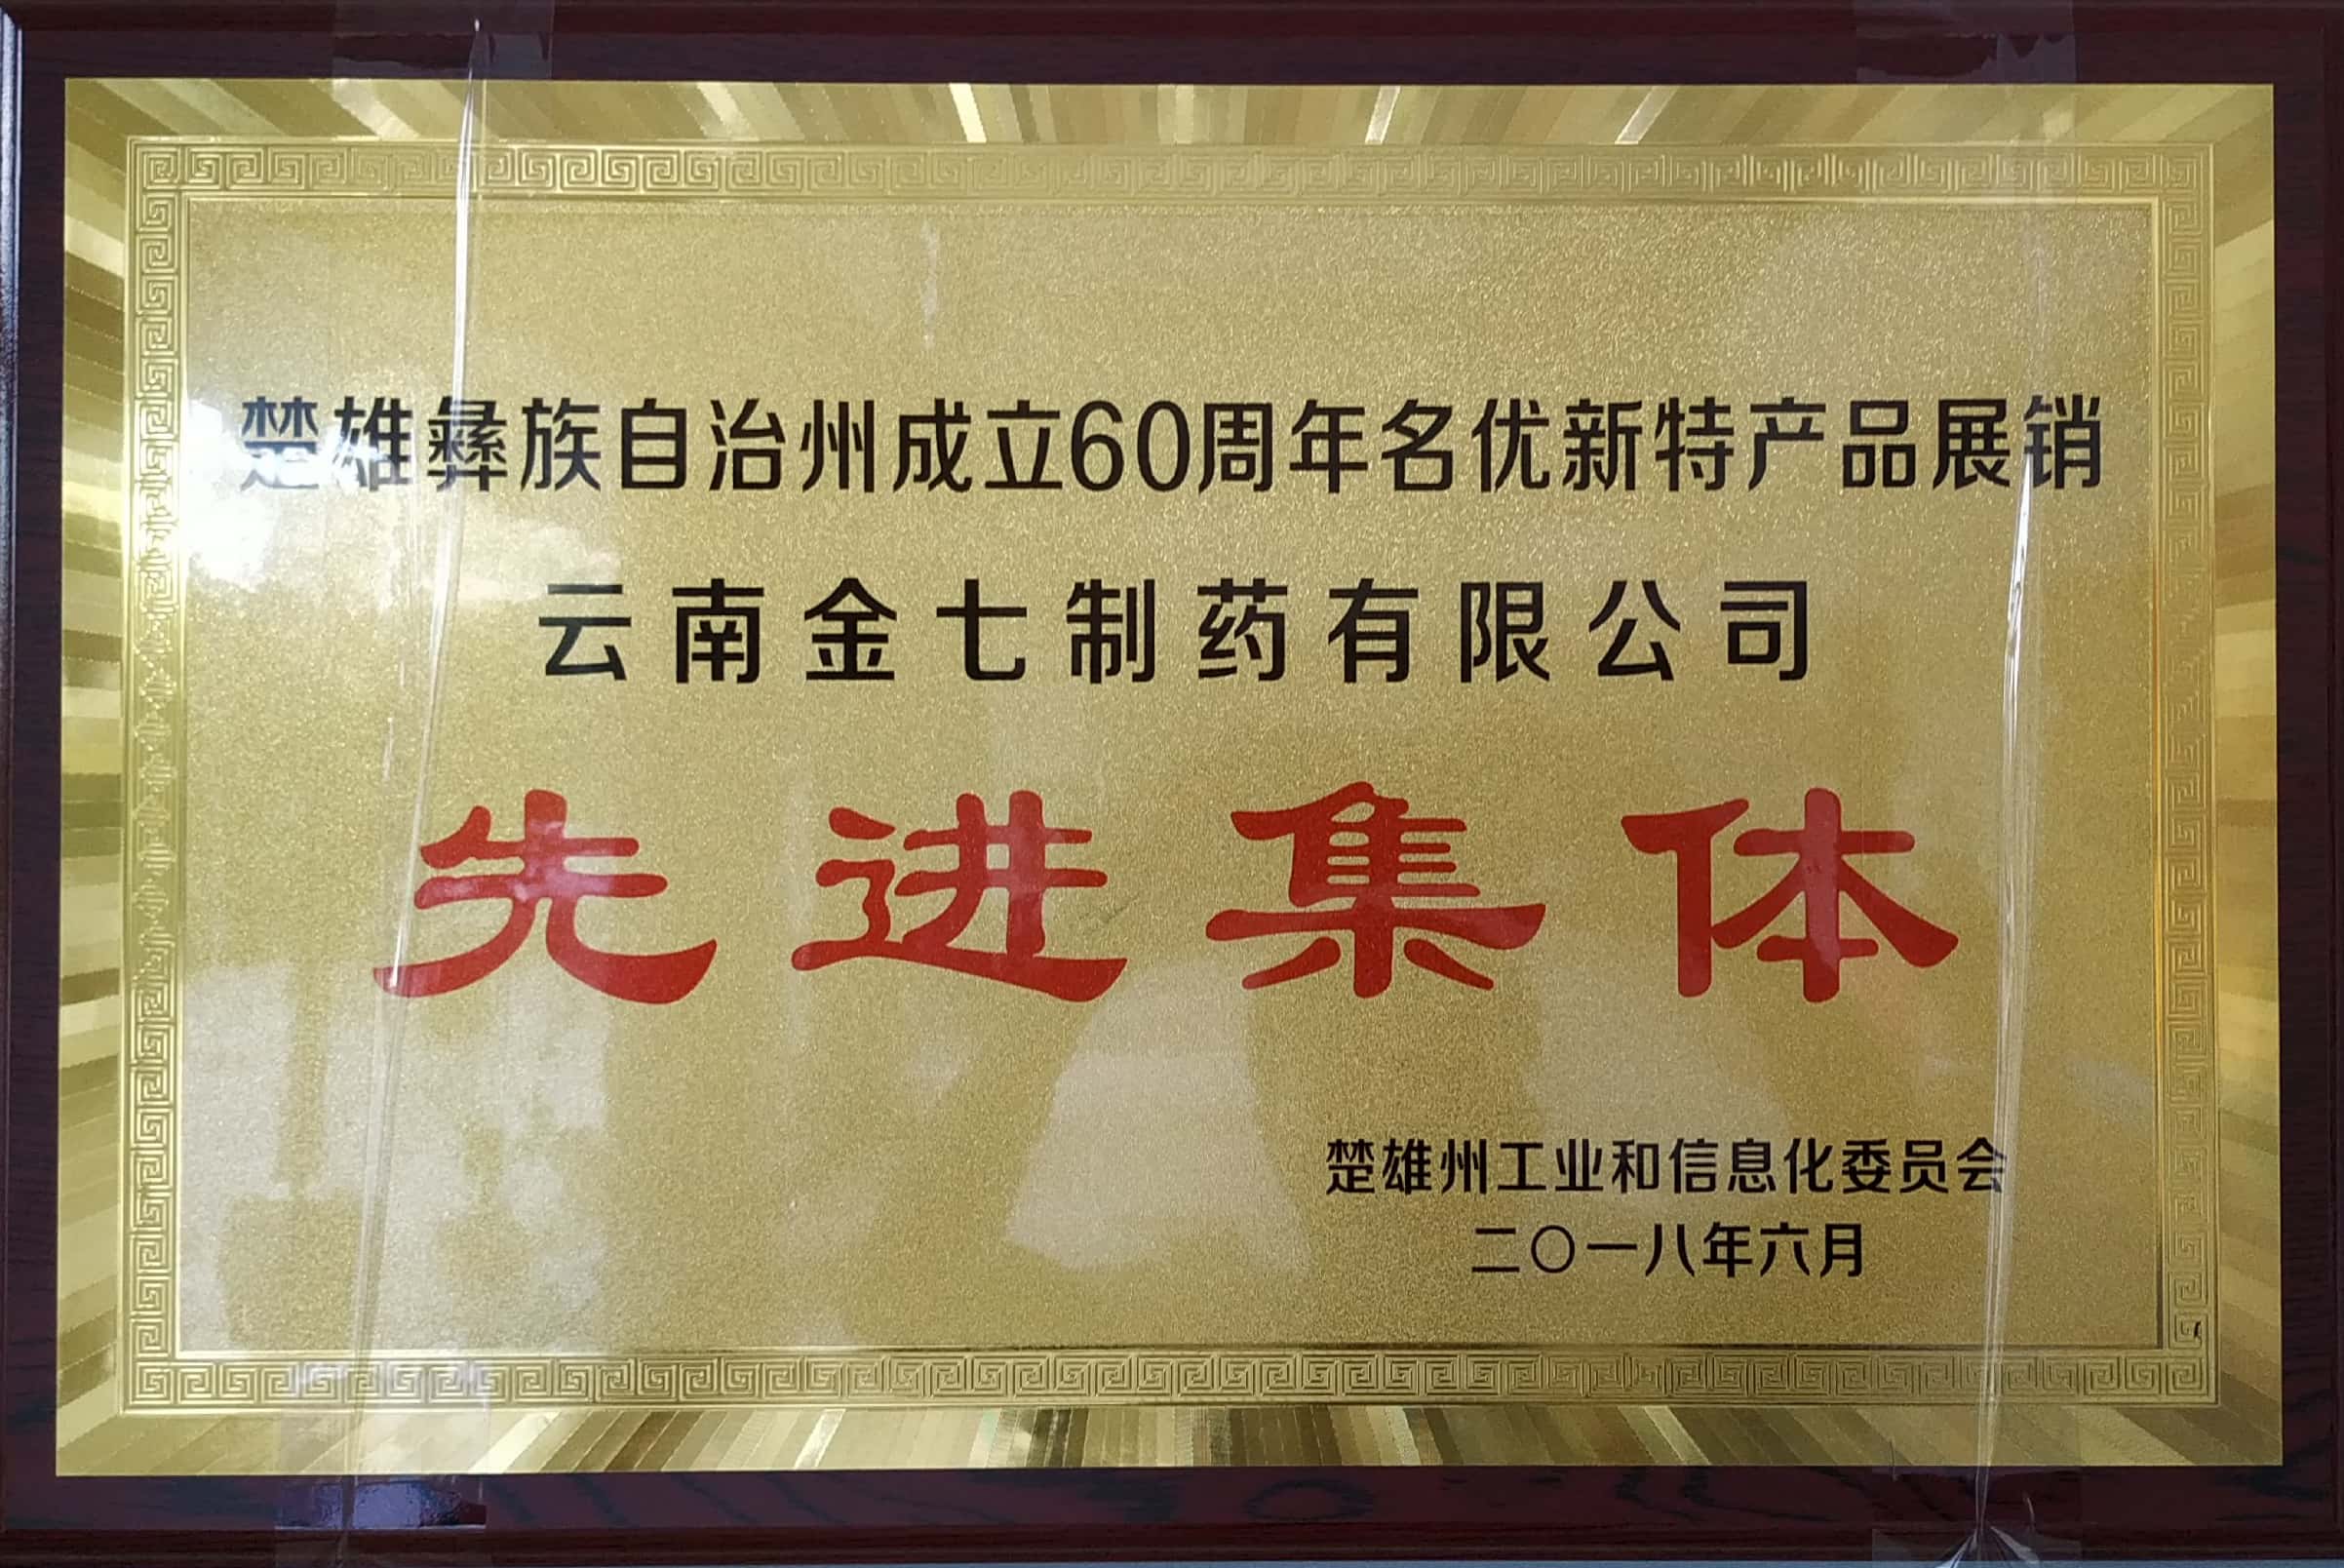 楚雄彝族自治州成立60周年名优新特产品展销
云南金七制药有限公司
先进集体
楚雄州工业和信息化委员会
二〇一八年六月